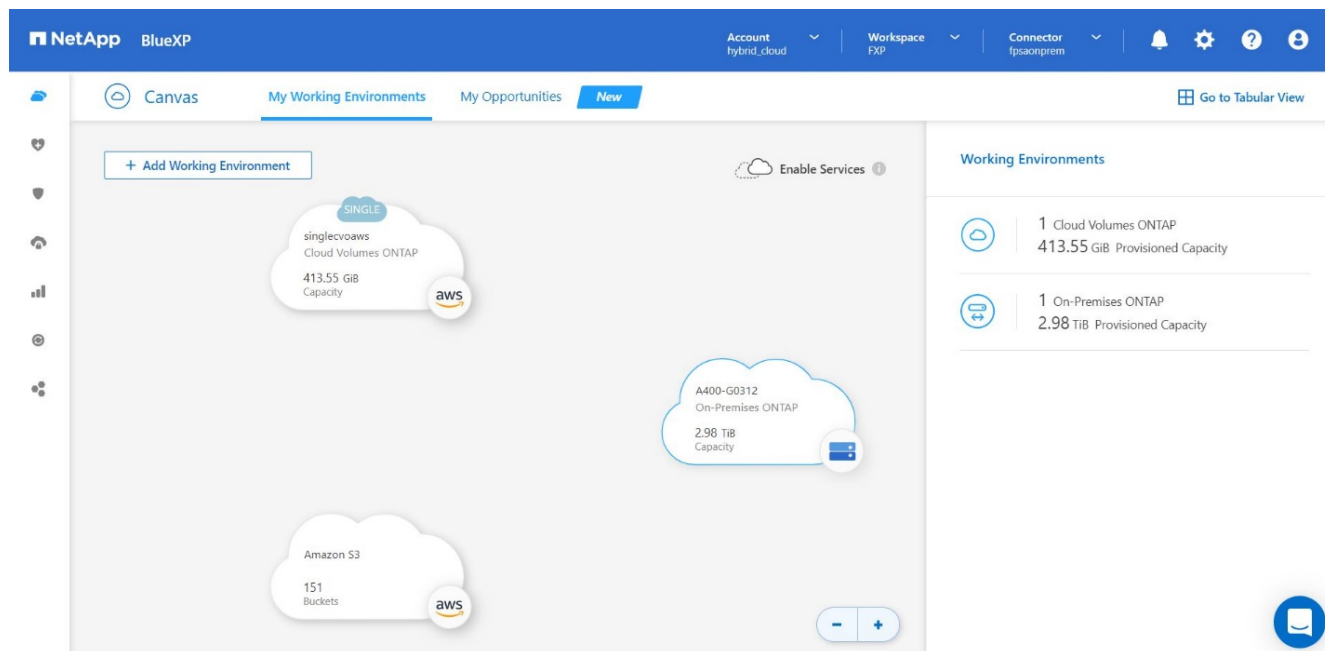 NetApp BlueXP
Account
hybrid_cloud
Workspace
FXP
Connector
fpsaonprem
Canvas
My Working Environments
My Opportunities
New
Go to Tabular View
+ Add Working Environment
Enable Services
Working Environments
SINGLE
singlecvoaws
Cloud Volumes ONTAP
413.55 GiB
Capacity
aws
1 Cloud Volumes ONTAP
413.55 GiB Provisioned Capacity
1 On-Premises ONTAP
2.98 TiB Provisioned Capacity
A400-G0312
On-Premises ONTAP
2.98 TiB
Capacity
Amazon S3
151
Buckets
aws